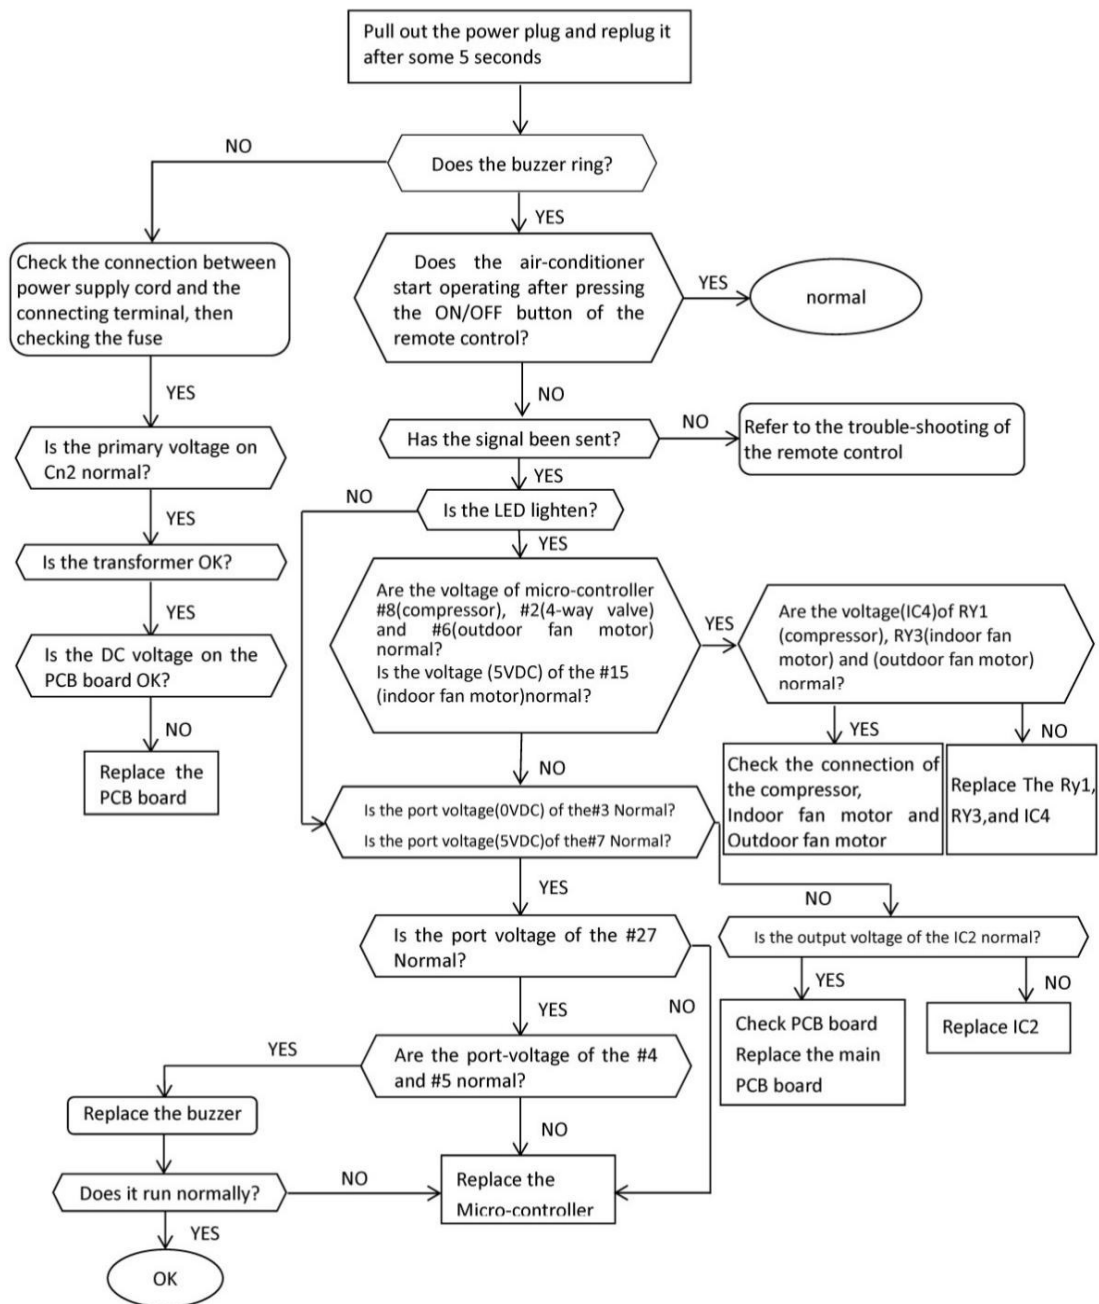 Pull out the power plug and replug it
after some 5 seconds
NO
Does the buzzer ring?
YES
Check the connection between
power supply cord and the
connecting terminal, then
checking the fuse
Does the air-conditioner
start operating after pressing
the ON/OFF button of the
remote control?
YES
normal
YES
NO
Is the primary voltage on
Cn2 normal?
Has the signal been sent?
NO
Refer to the trouble-shooting of
the remote control
YES
NO
Is the LED lighten?
YES
YES
Is the transformer OK?
YES
Are the voltage of micro-controller
#8(compressor), #2(4-way valve)
and #6(outdoor fan motor)
normal?
Is the voltage (5VDC) of the #15
(indoor fan motor)normal?
YES
Are the voltage(IC4)of RY1
(compressor), RY3(indoor fan
motor) and (outdoor fan motor)
normal?
Is the DC voltage on the
PCB board OK?
NO
Replace the
PCB board
NO
YES
NO
Check the connection of
the compressor,
Indoor fan motor and
Outdoor fan motor
Replace The Ry1,
RY3,and IC4
Is the port voltage(0VDC) of the#3 Normal?
Is the port voltage(5VDC)of the#7 Normal?
YES
NO
Is the port voltage of the #27
Normal?
Is the output voltage of the IC2 normal?
YES
NO
YES
NO
Check PCB board
Replace the main
PCB board
Replace IC2
YES
Are the port-voltage of the #4
and #5 normal?
Replace the buzzer
NO
Does it run normally?
NO
Replace the
Micro-controller
YES
OK